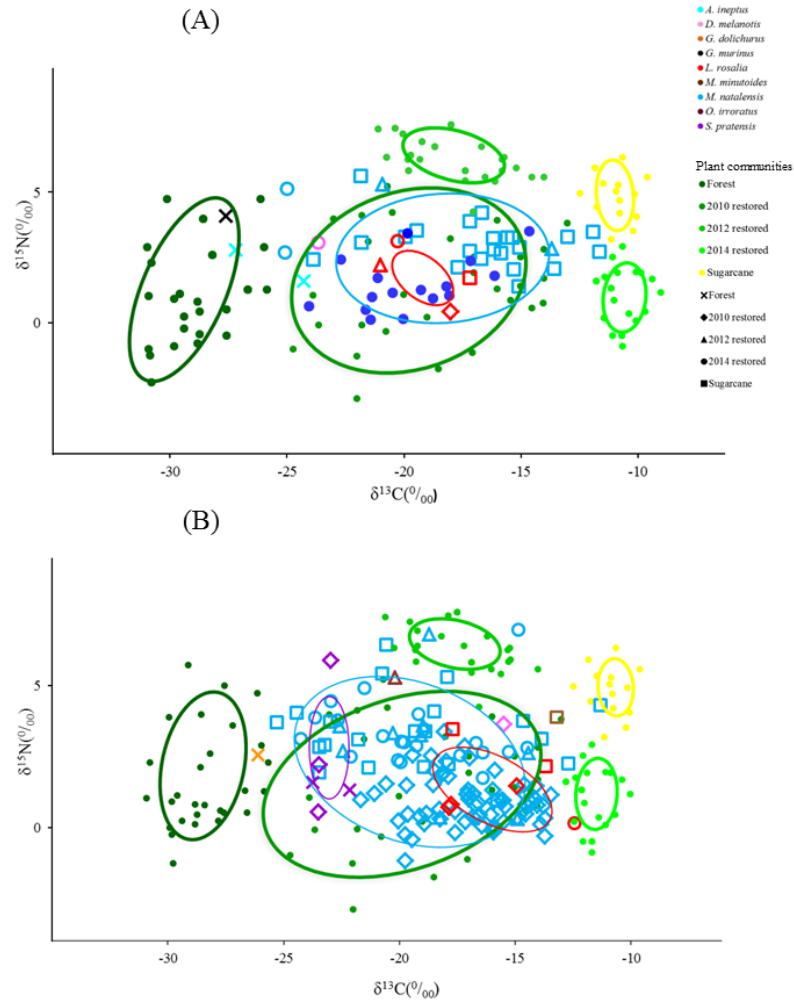 (A)
A. ineptus
D. melanotis
G. dolichurus
G. murinus
L. rosalia
M. minutoides
M. natalensis
O. irroratus
S. pratensis
Plant communities
Forest
2010 restored
2012 restored
2014 restored
Sugarcane
Forest
2010 restored
2012 restored
2014 restored
Sugarcane
δ¹⁵N(⁰/₀₀)
5
0
-30 -25 -20 -15 -10
δ¹³C(⁰/₀₀)
(B)
δ¹⁵N(⁰/₀₀)
5
0
-30 -25 -20 -15 -10
δ¹³C(⁰/₀₀)